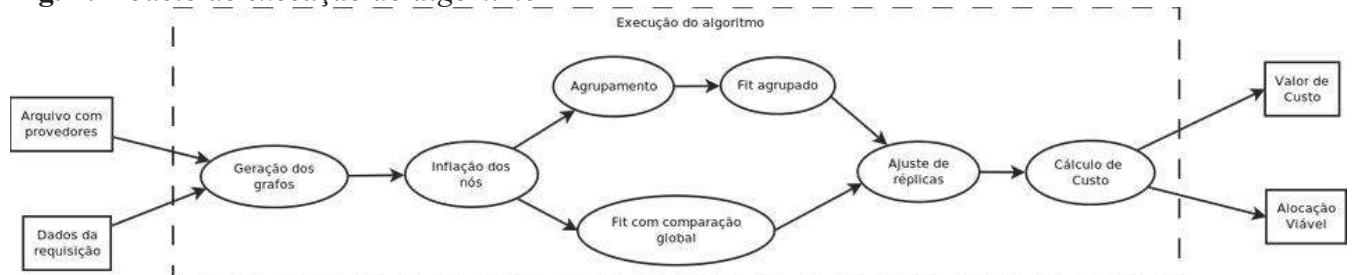 Execução do algoritmo
Arquivo com
provedores
Dados da
requisição
Geração dos
grafos
Inflação dos
nós
Agrupamento
Fit agrupado
Fit com comparação
global
Ajuste de
réplicas
Cálculo de
Custo
Valor de
Custo
Alocação
Viável